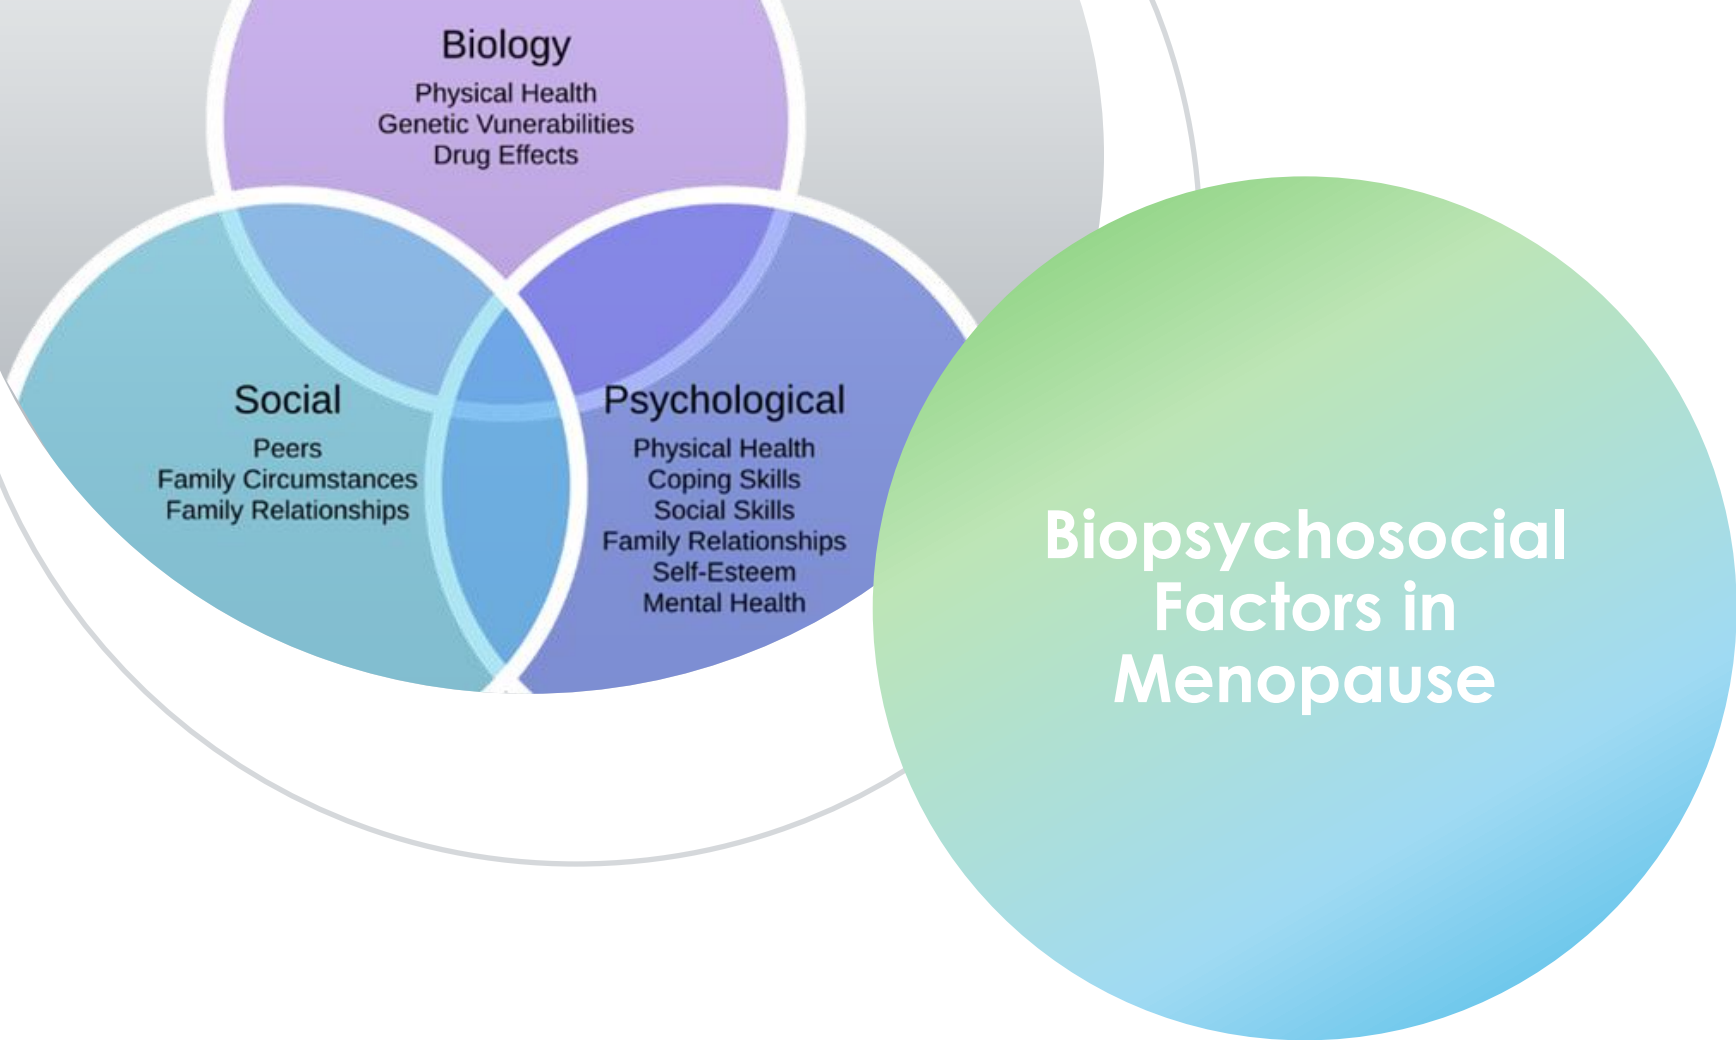 Biology
Physical Health
Genetic Vunerabilities
Drug Effects
Social
Peers
Family Circumstances
Family Relationships
Psychological
Physical Health
Coping Skills
Social Skills
Family Relationships
Self-Esteem
Mental Health
Biopsychosocial
Factors in
Menopause